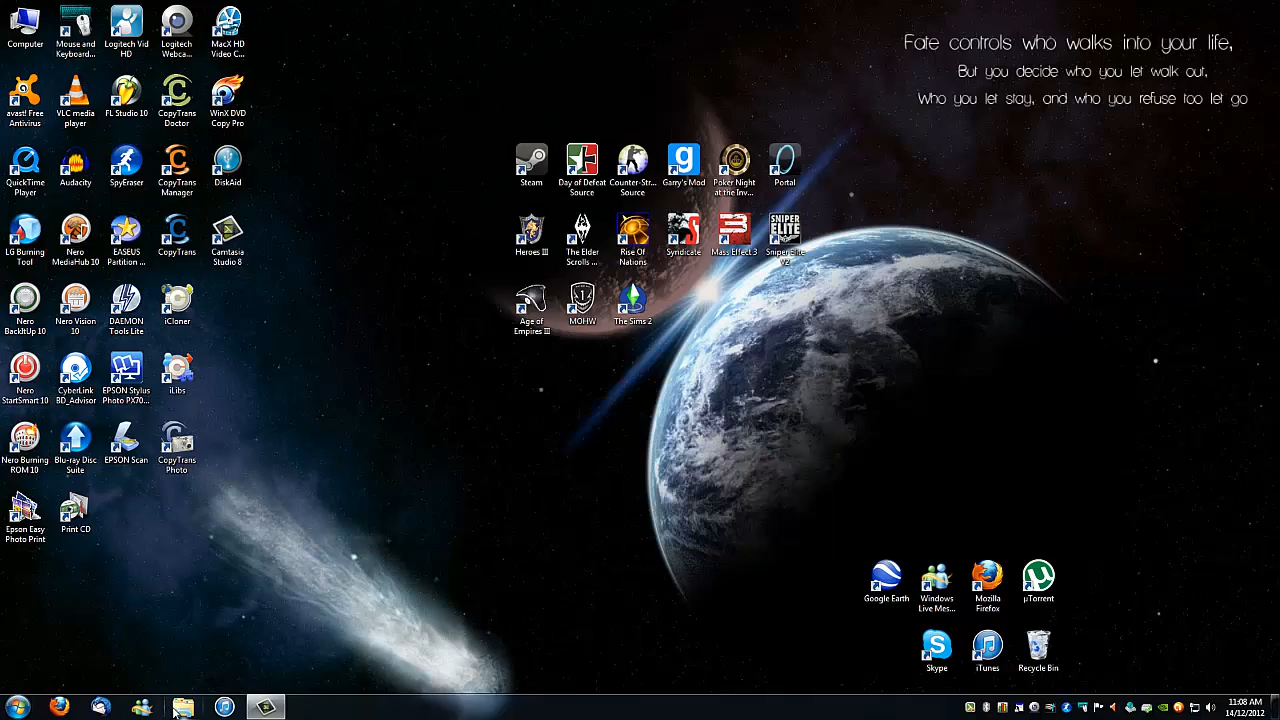 Fate controls who walks into your life,
But you decide who you let walk out,
Who you let stay, and who you refuse too let go
Computer
Mouse and
Keyboard...
Logitech Vid
HD
Logitech
Webca...
MacX HD
Video C...
avast! Free
Antivirus
VLC media
player
FL Studio 10
CopyTrans
Doctor
WinX DVD
Copy Pro
QuickTime
Player
Audacity
SpyEraser
CopyTrans
Manager
DiskAid
LG Burning
Tool
Nero
MediaHub 10
EASEUS
Partition ...
CopyTrans
Camtasia
Studio 8
Nero
BackItUp 10
Nero Vision
10
DAEMON
Tools Lite
iCloner
Nero
StartSmart 10
CyberLink
BD_Advisor
EPSON Stylus
Photo PX70...
iLibs
Nero Burning
ROM 10
Blu-ray Disc
Suite
EPSON Scan
CopyTrans
Photo
Epson Easy
Photo Print
Print CD
Steam
Day of Defeat
Source
Counter-Str...
Source
Garry's Mod
Poker Night
at the Inv...
Portal
Heroes III
The Elder
Scrolls ...
Rise Of
Nations
Syndicate
Mass Effect 3
SNIPER
ELITE
Sniper Elite
V2
Age of
Empires III
MOHW
The Sims 2
Google Earth
Windows
Live Mes...
Mozilla
Firefox
µTorrent
Skype
iTunes
Recycle Bin
11:08 AM
14/12/2012